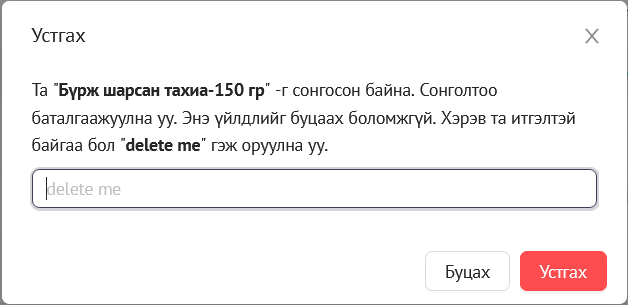 Устгах
Та "Бүрж шарсан тахиа-150 гр" -г сонгосон байна. Сонголтоо
баталгаажуулна уу. Энэ үйлдлийг буцаах боломжгүй. Хэрэв та итгэлтэй
байгаа бол "delete me" гэж оруулна уу.
delete me
Буцах Устгах